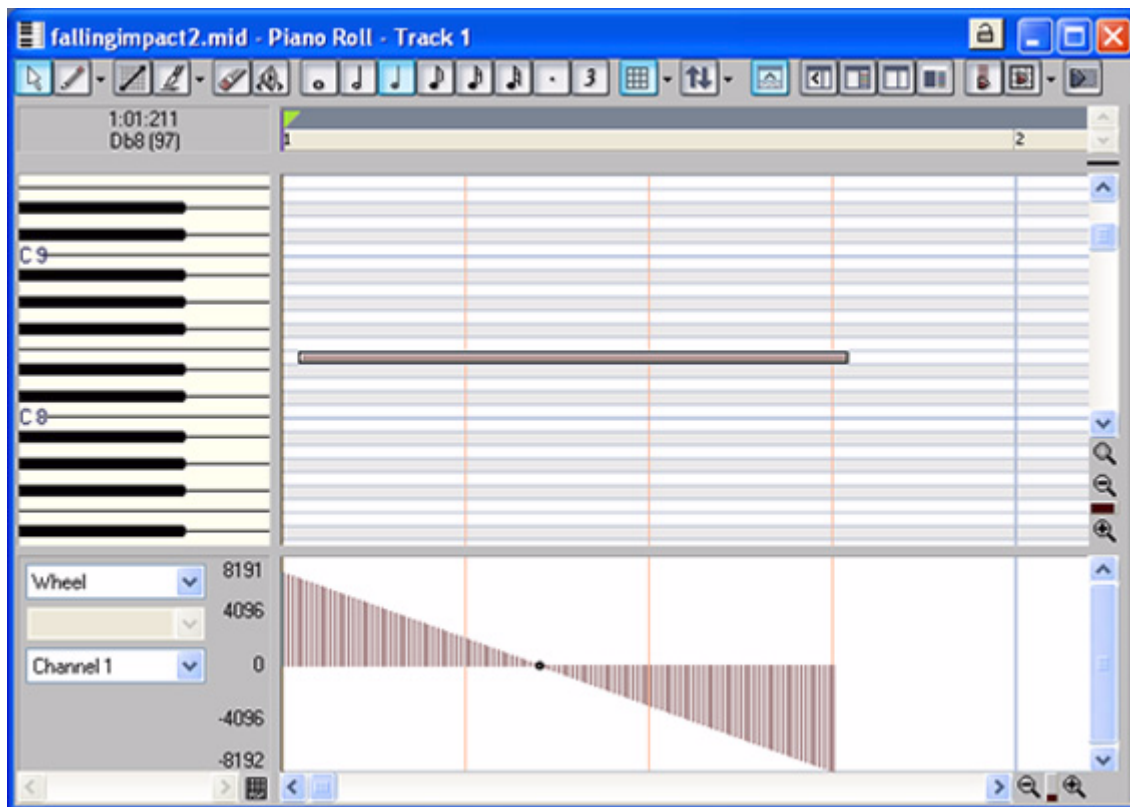 fallingimpact2.mid - Piano Roll - Track 1
3
1:01:211
Db8 (97)
1
2
C 9
C 8
Wheel
Channel 1
8191
4096
0
-4096
-8192